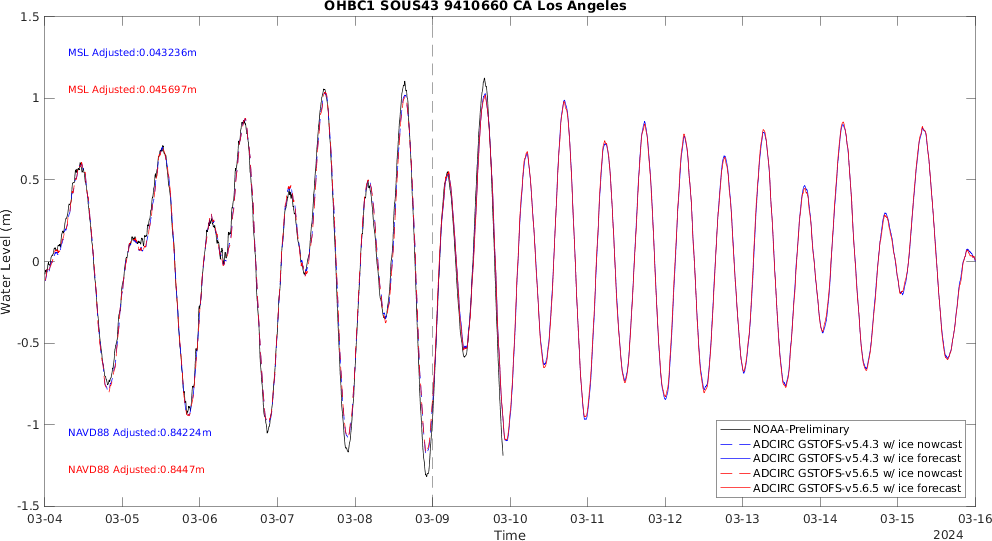 OHBC1 SOUS43 9410660 CA Los Angeles
1.5
MSL Adjusted:0.043236m
MSL Adjusted:0.045697m
1
0.5
Water Level (m)
0
-0.5
-1
NAVD88 Adjusted:0.84224m
NAVD88 Adjusted:0.8447m
NOAA-Preliminary
ADCIRC GSTOFS-v5.4.3 w/ ice nowcast
ADCIRC GSTOFS-v5.4.3 w/ ice forecast
ADCIRC GSTOFS-v5.6.5 w/ ice nowcast
ADCIRC GSTOFS-v5.6.5 w/ ice forecast
-1.5
03-04 03-05 03-06 03-07 03-08 03-09 03-10 03-11 03-12 03-13 03-14 03-15 03-16
Time
2024